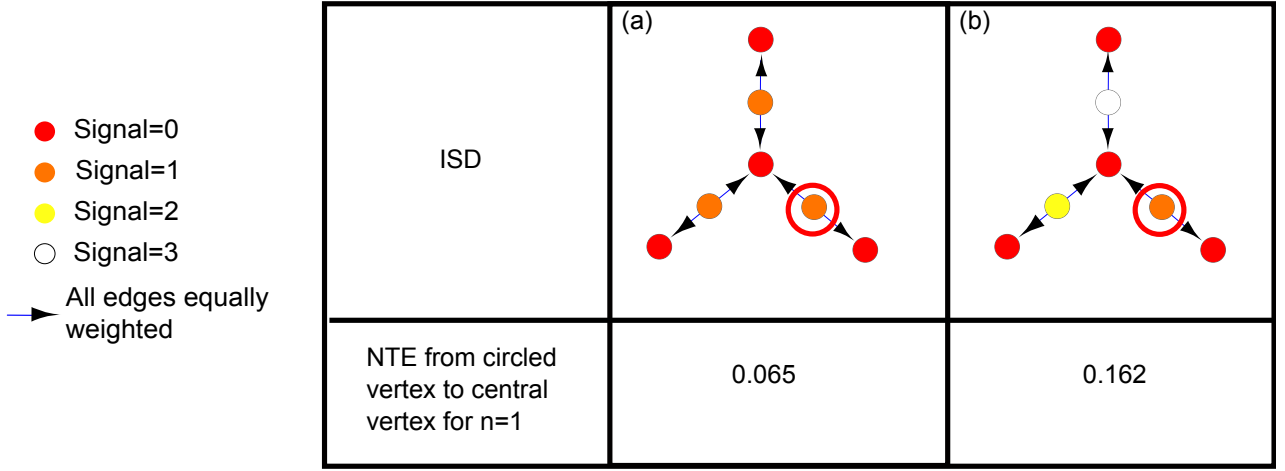 Signal=0
Signal=1
Signal=2
Signal=3
All edges equally
weighted
(a)
(b)
ISD
NTE from circled
vertex to central
vertex for n=1
0.065
0.162